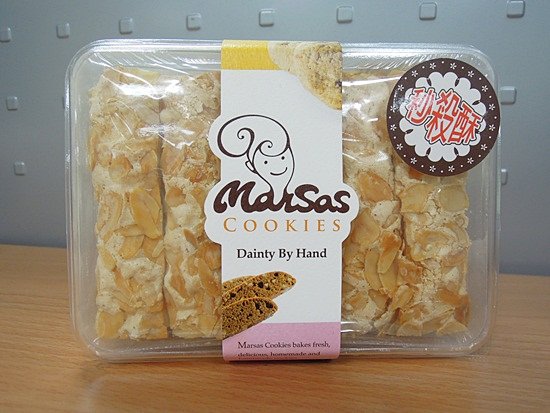 秒殺酥
Marsas
COOKIES
Dainty By Hand
Marsas Cookies bakes fresh,
delicious, homemade and